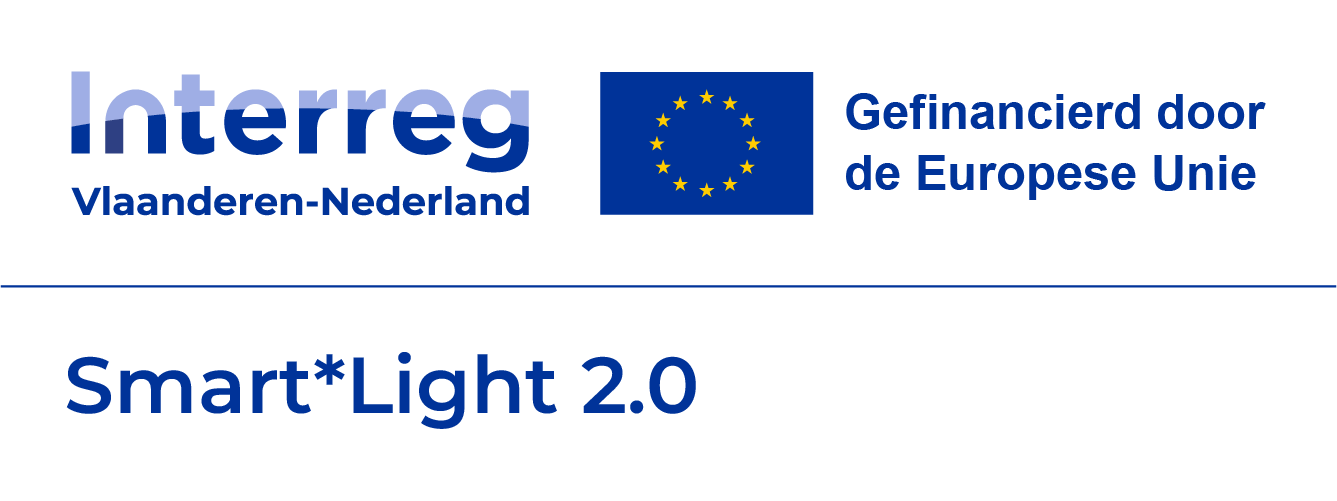 Interreg
Vlaanderen-Nederland
Gefinancierd door
de Europese Unie
Smart*Light 2.0